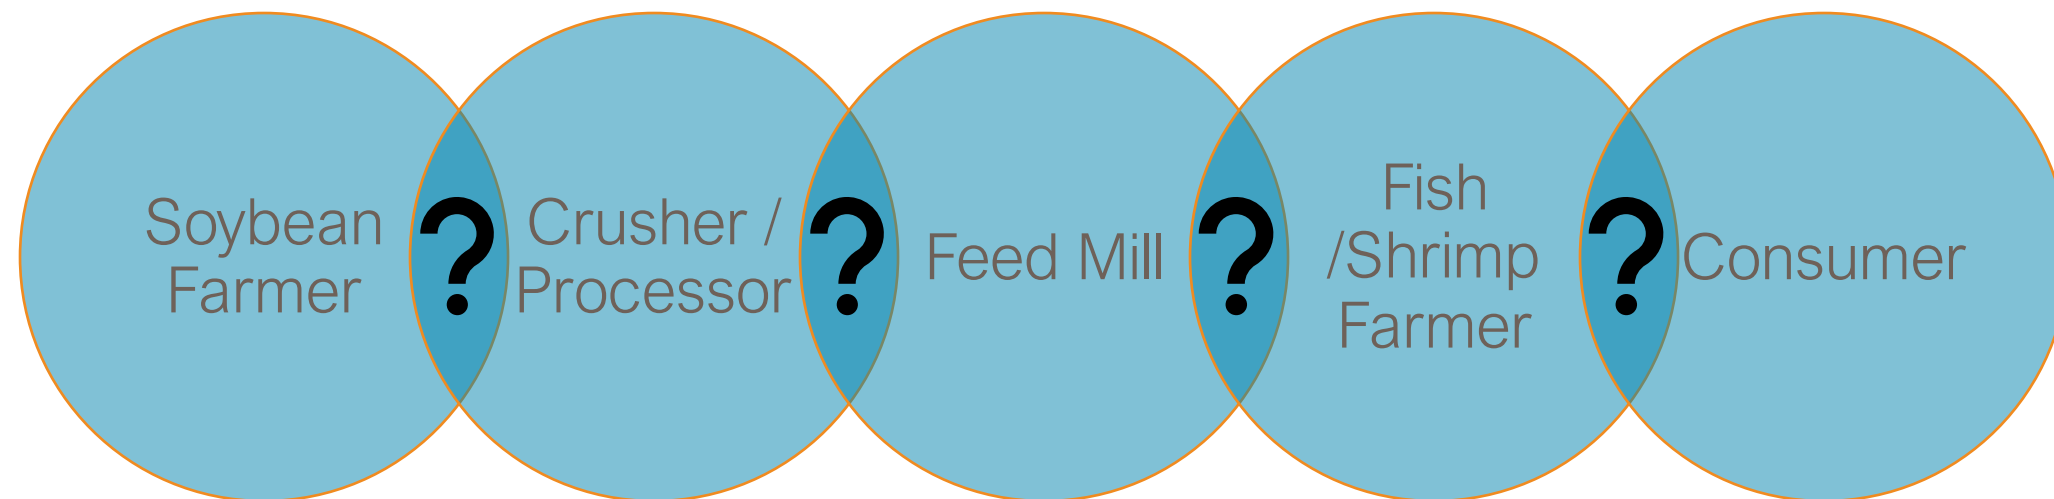 Soybean
Farmer
?
Crusher /
Processor
?
Feed Mill
?
Fish
/Shrimp
Farmer
?
Consumer